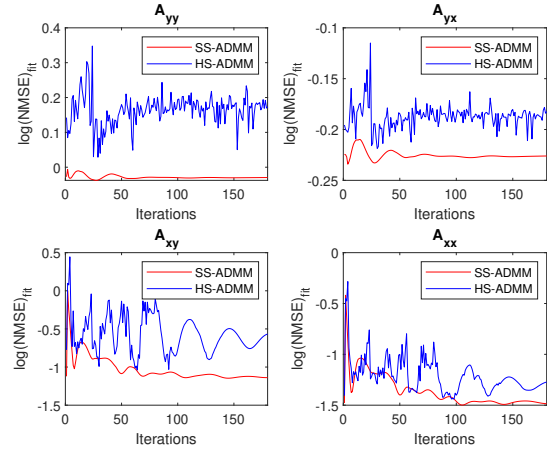 A_yy
0.4
0.3
0.2
0.1
0
0 50 100 150
log(NMSE)_fit
Iterations
SS-ADMM
HS-ADMM
A_yx
-0.1
-0.15
-0.2
-0.25
0 50 100 150
log(NMSE)_fit
Iterations
SS-ADMM
HS-ADMM
A_xy
0.5
0
-0.5
-1
-1.5
0 50 100 150
log(NMSE)_fit
Iterations
SS-ADMM
HS-ADMM
A_xx
0
-0.5
-1
-1.5
0 50 100 150
log(NMSE)_fit
Iterations
SS-ADMM
HS-ADMM